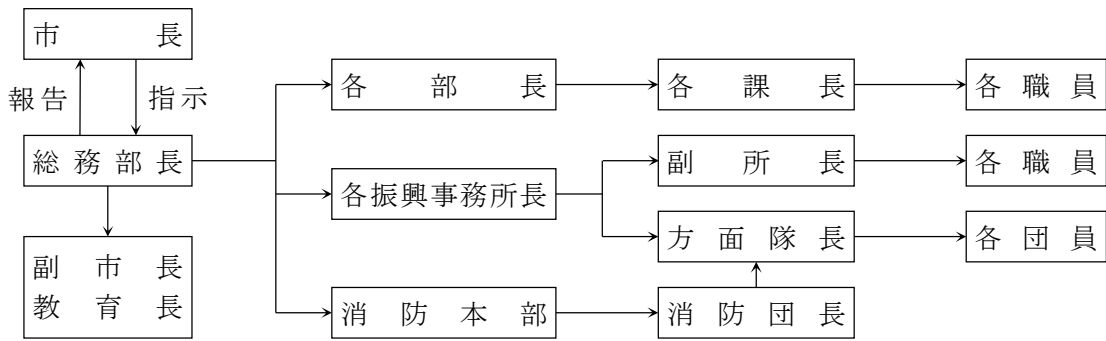 市長
報告
指示
総務部長
副市長
教育長
各部長
各課長
各職員
各振興事務所長
副所長
各職員
方面隊長
各団員
消防本部
消防団長